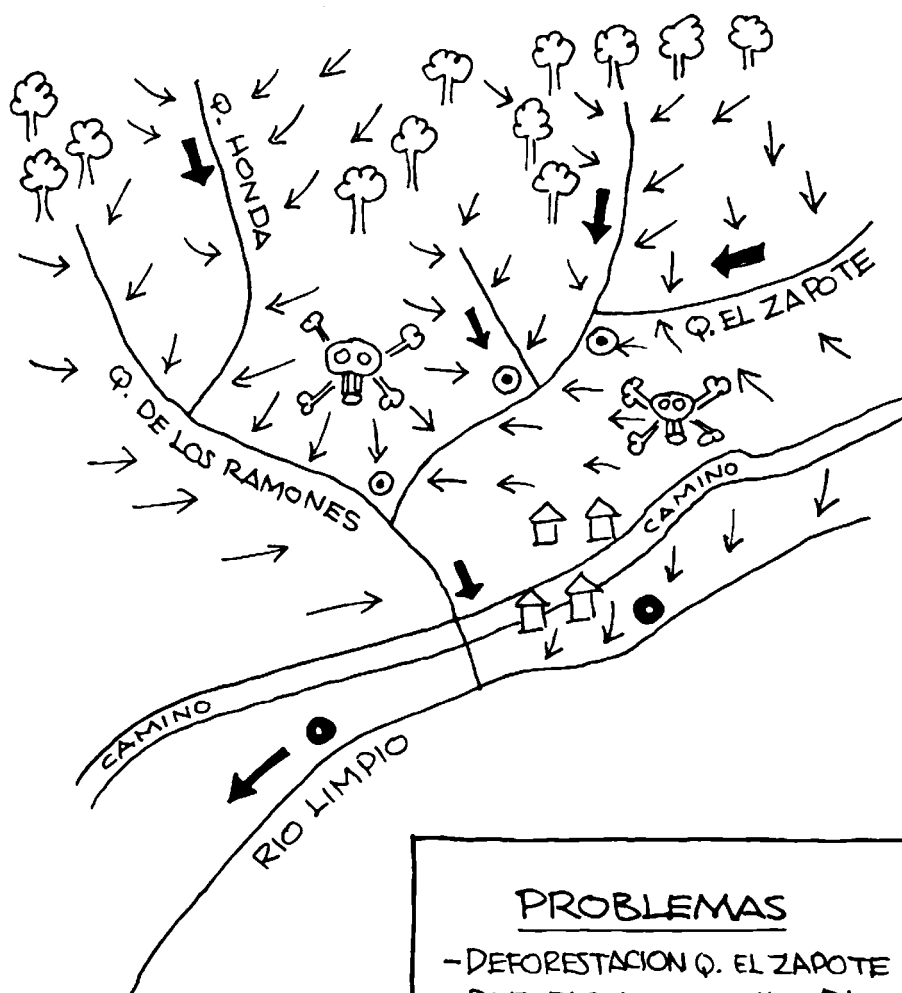 Q. HONDA
Q. EL ZAPOTE
Q. DE LOS RAMONES
CAMINO
CAMINO
RIO LIMPIO
PROBLEMAS
-DEFORESTACION Q. EL ZAPOTE